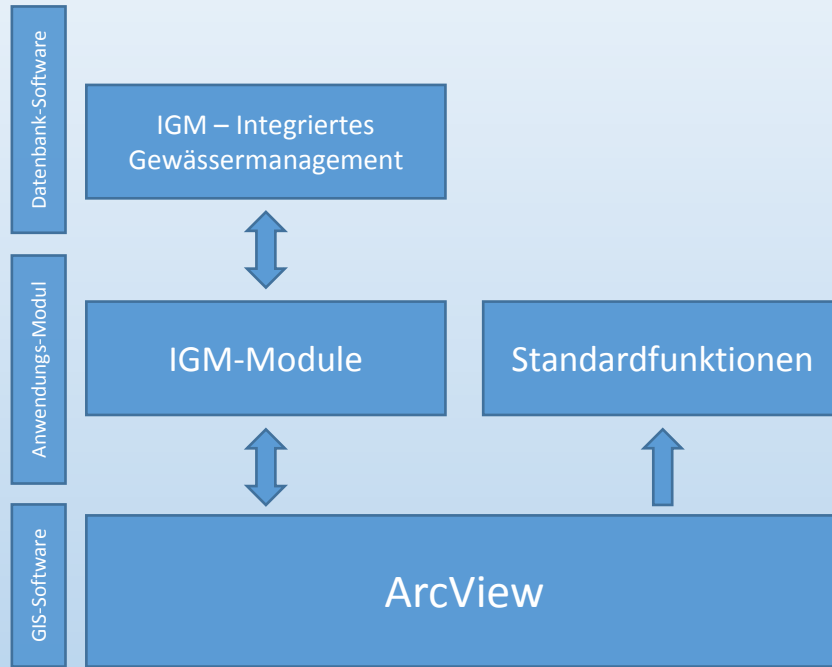 Datenbank-Software
IGM – Integriertes
Gewässermanagement
Anwendungs-Modul
IGM-Module
Standardfunktionen
GIS-Software
ArcView